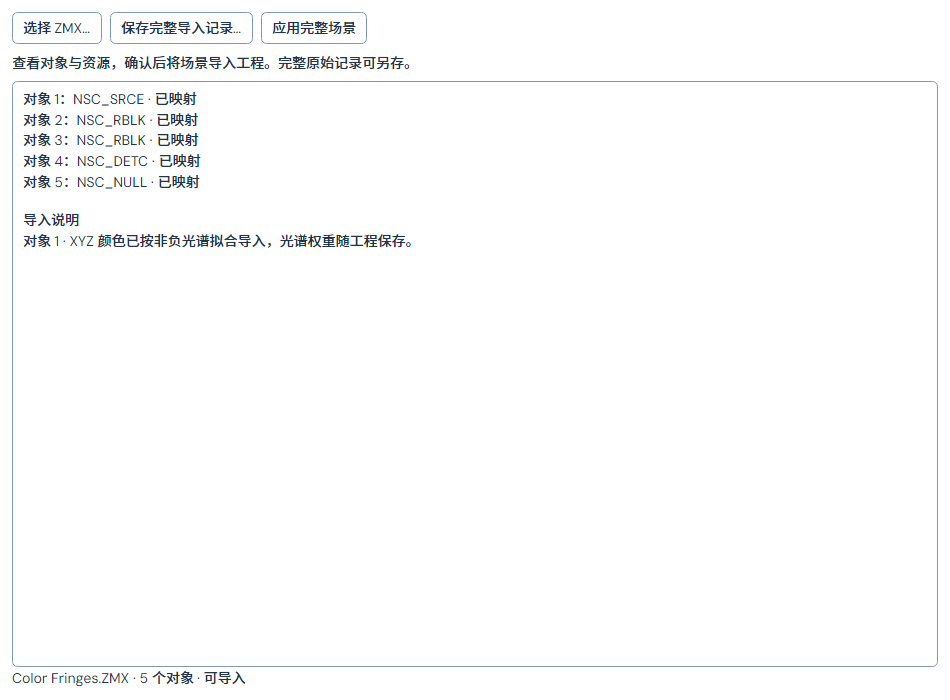 选择 ZMX... 保存完整导入记录... 应用完整场景
查看对象与资源，确认后将场景导入工程。完整原始记录可另存。
对象 1：NSC_SRCE · 已映射
对象 2：NSC_RBLK · 已映射
对象 3：NSC_RBLK · 已映射
对象 4：NSC_DETC · 已映射
对象 5：NSC_NULL · 已映射
导入说明
对象 1 · XYZ 颜色已按非负光谱拟合导入，光谱权重随工程保存。
Color Fringes.ZMX · 5 个对象 · 可导入